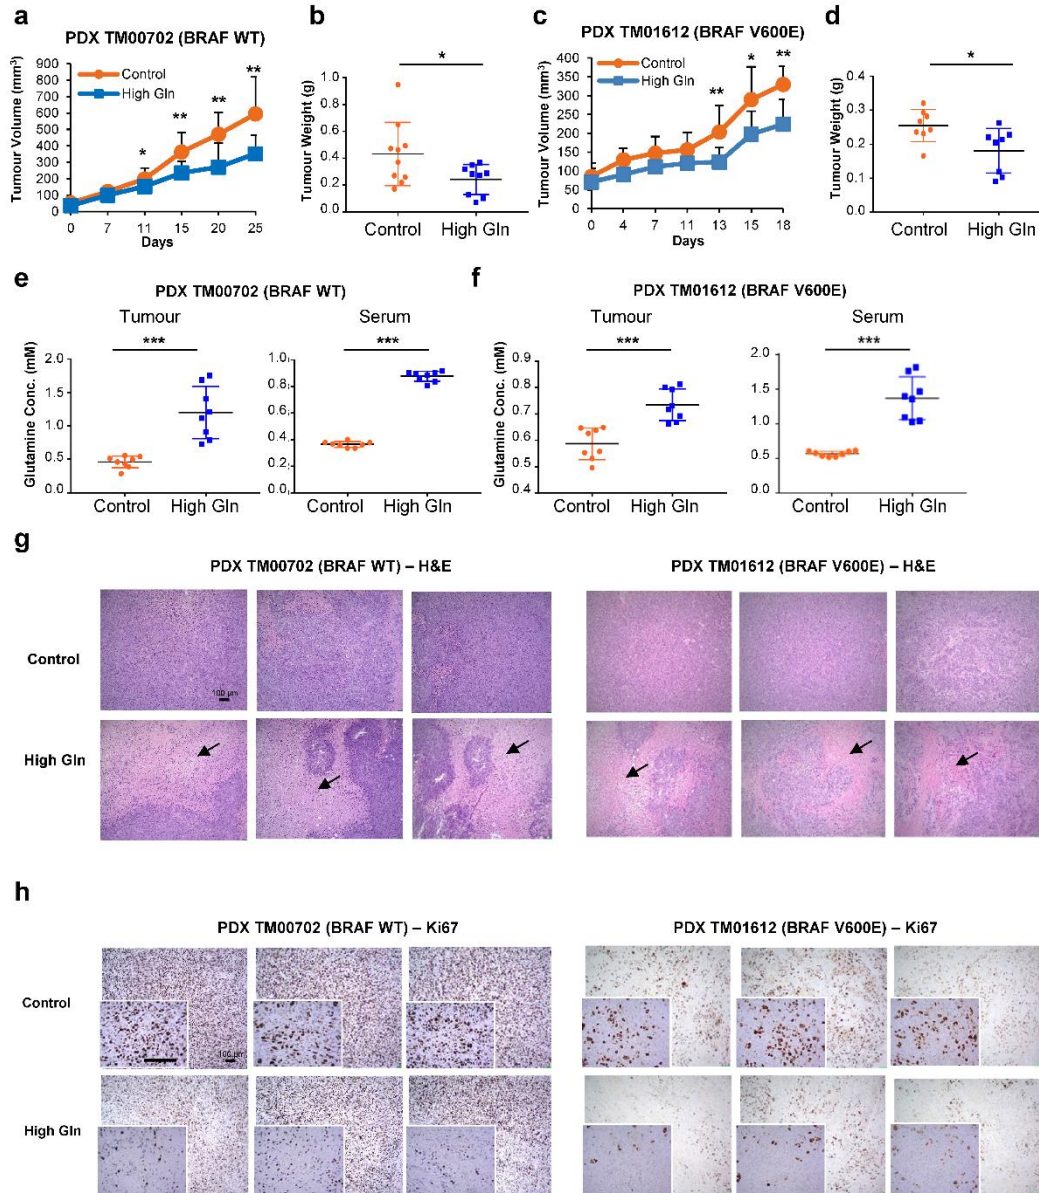 a
PDX TM00702 (BRAF WT)
Tumour Volume (mm³)
900
800
700
600
500
400
300
200
100
0
Control
High Gln
*
**
**
**
0 7 11 15 20 25
Days
b
*
Tumour Weight (g)
1.0
0.8
0.6
0.4
0.2
0.0
Control High Gln
c
PDX TM01612 (BRAF V600E)
Tumour Volume (mm³)
400
350
300
250
200
150
100
50
0
Control
High Gln
**
*
**
0 4 7 11 13 15 18
Days
d
*
Tumour Weight (g)
0.4
0.3
0.2
0.1
0.0
Control High Gln
e
PDX TM00702 (BRAF WT)
Tumour
***
Glutamine Conc. (mM)
2.0
1.5
1.0
0.5
0.0
Control High Gln
Serum
***
1.0
0.8
0.6
0.4
0.2
0.0
Control High Gln
f
PDX TM01612 (BRAF V600E)
Tumour
***
Glutamine Conc. (mM)
0.9
0.8
0.7
0.6
0.5
0.4
Control High Gln
Serum
***
2.0
1.5
1.0
0.5
0.0
Control High Gln
g
PDX TM00702 (BRAF WT) – H&E
PDX TM01612 (BRAF V600E) – H&E
Control
100 µm
High Gln
h
PDX TM00702 (BRAF WT) – Ki67
PDX TM01612 (BRAF V600E) – Ki67
Control
100 µm
High Gln